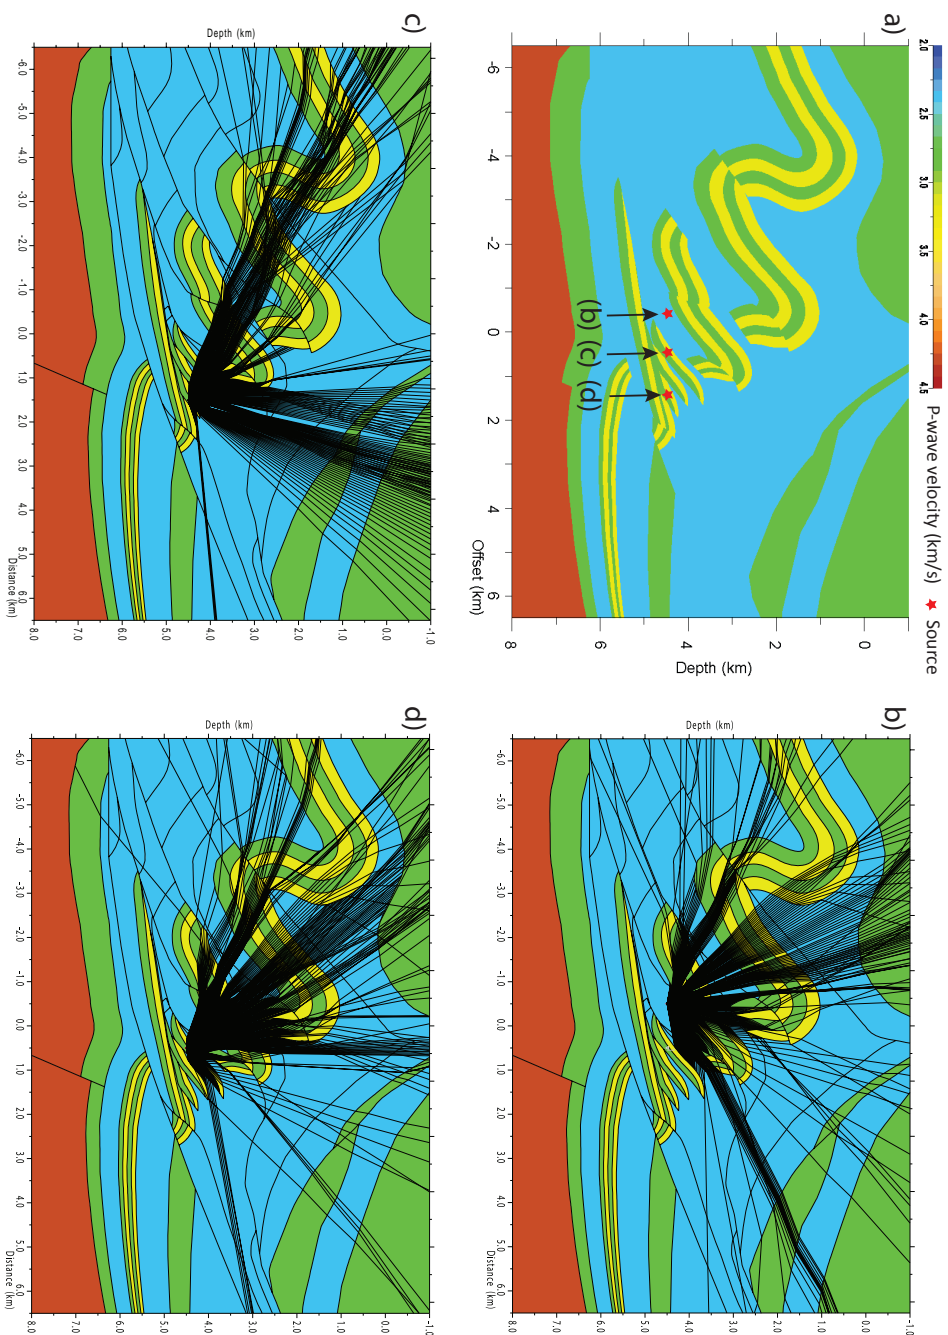 2.0 2.5 3.0 3.5 4.0 4.5 P-wave velocity (km/s) Source
a)
0
2
4
6
8
Depth (km)
(b) (c) (d)
-6 -4 -2 0 2 4 6
Offset (km)
b)
-1.0
0.0
1.0
2.0
3.0
4.0
5.0
6.0
7.0
8.0
Depth (km)
-6.0 -5.0 -4.0 -3.0 -2.0 -1.0 0.0 1.0 2.0 3.0 4.0 5.0 6.0
Distance (km)
c)
-1.0
0.0
1.0
2.0
3.0
4.0
5.0
6.0
7.0
8.0
Depth (km)
-6.0 -5.0 -4.0 -3.0 -2.0 -1.0 0.0 1.0 2.0 3.0 4.0 5.0 6.0
Distance (km)
d)
-1.0
0.0
1.0
2.0
3.0
4.0
5.0
6.0
7.0
8.0
Depth (km)
-6.0 -5.0 -4.0 -3.0 -2.0 -1.0 0.0 1.0 2.0 3.0 4.0 5.0 6.0
Distance (km)